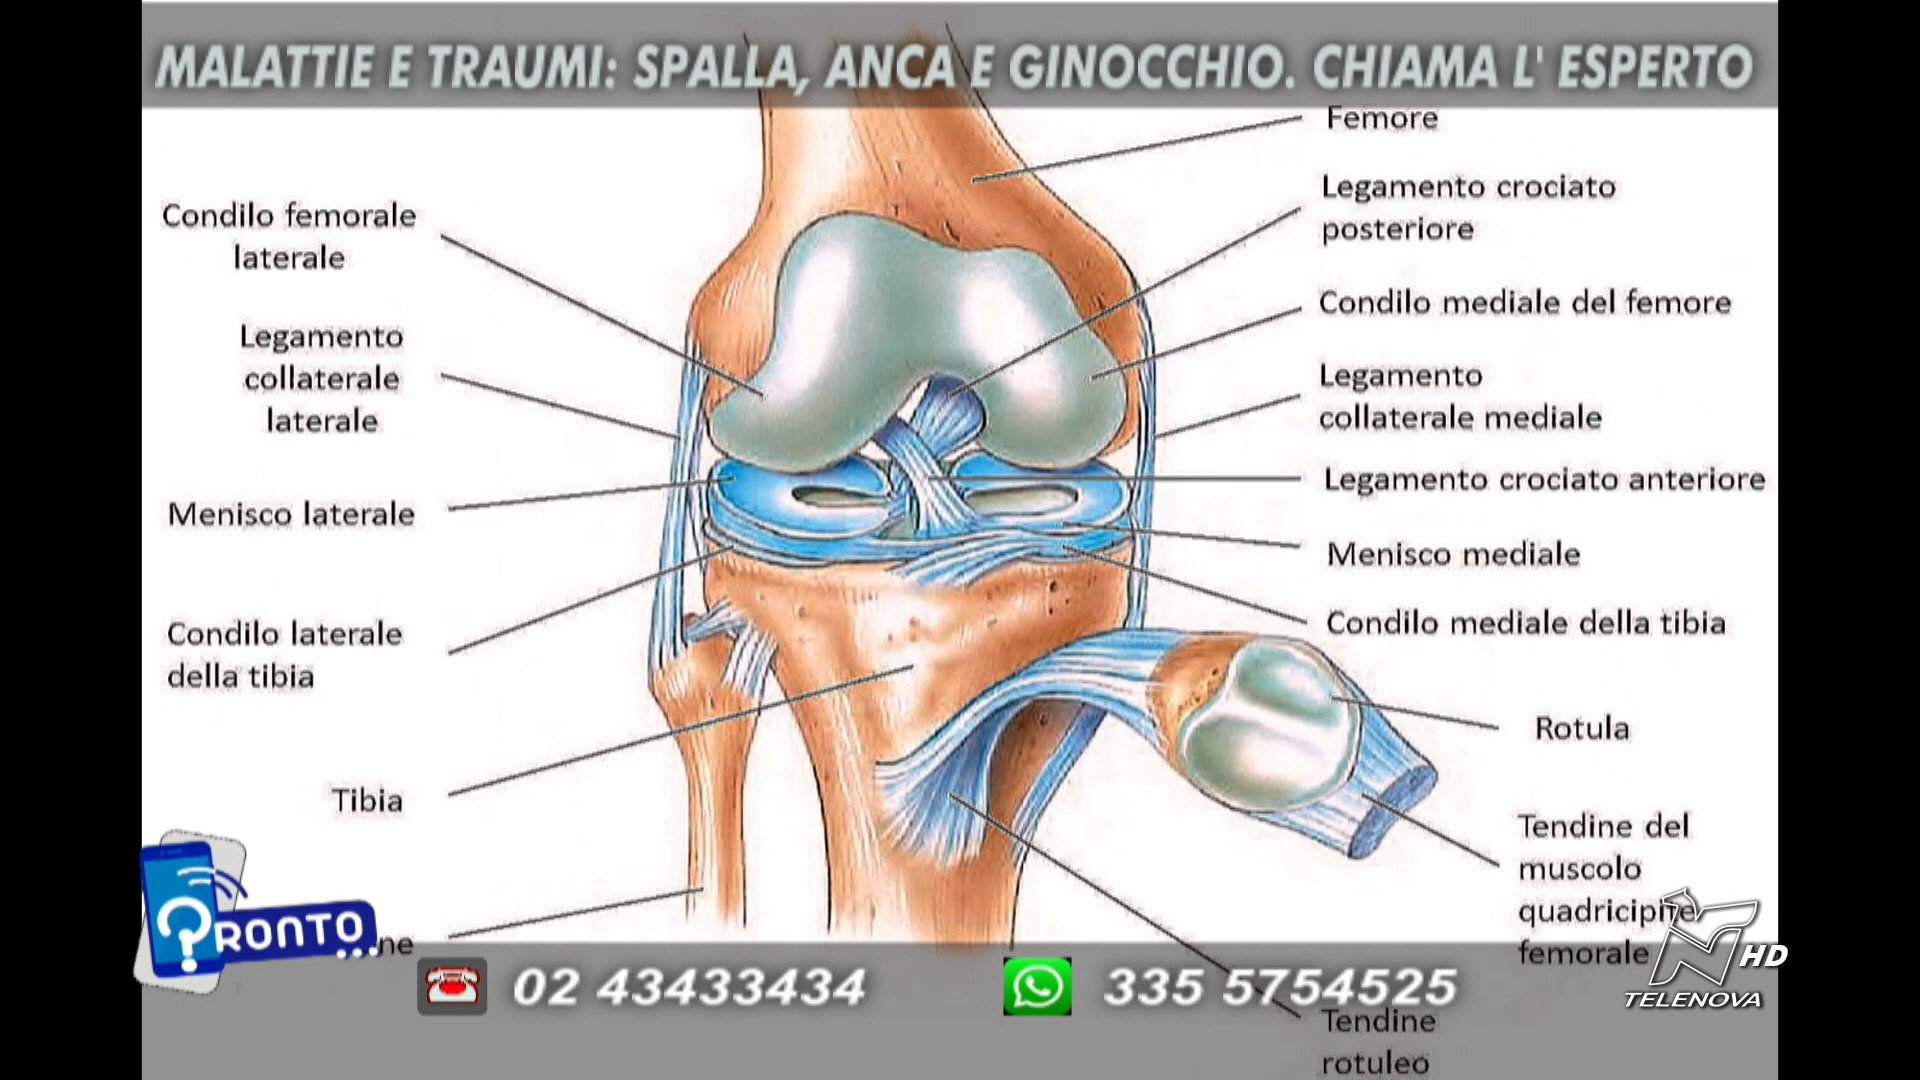 MALATTIE E TRAUMI: SPALLA, ANCA E GINOCCHIO. CHIAMA L' ESPERTO
Femore
Legamento crociato
posteriore
Condilo mediale del femore
Legamento
collaterale mediale
Legamento crociato anteriore
Menisco mediale
Condilo mediale della tibia
Rotula
Tendine del
muscolo
quadricipite
femorale
Tendine
rotuleo
Condilo femorale
laterale
Legamento
collaterale
laterale
Menisco laterale
Condilo laterale
della tibia
Tibia
PRONTO...
02 43433434
335 5754525
HD
TELENOVA